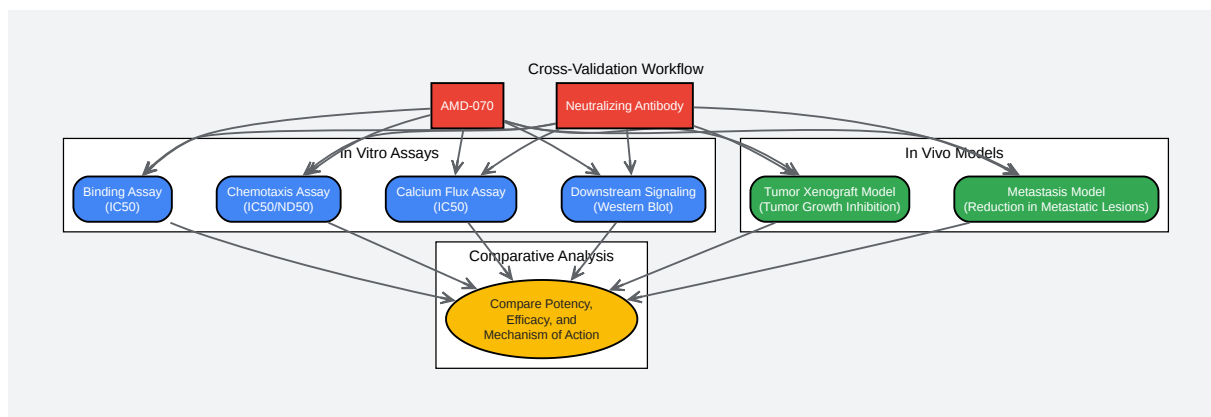 Cross-Validation Workflow
AMD-070
Neutralizing Antibody
In Vitro Assays
In Vivo Models
Binding Assay
(IC50)
Chemotaxis Assay
(IC50/ND50)
Calcium Flux Assay
(IC50)
Downstream Signaling
(Western Blot)
Tumor Xenograft Model
(Tumor Growth Inhibition)
Metastasis Model
(Reduction in Metastatic Lesions)
Comparative Analysis
Compare Potency,
Efficacy, and
Mechanism of Action